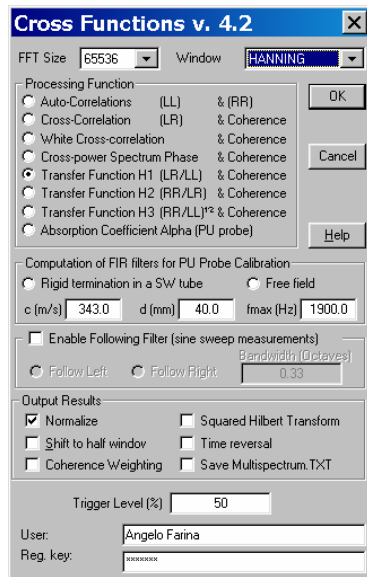 Cross Functions v. 4.2
FFT Size 65536 Window HANNING
Processing Function
Auto-Correlations (LL) & (RR)
Cross-Correlation (LR) & Coherence
White Cross-correlation & Coherence
Cross-power Spectrum Phase & Coherence
Transfer Function H1 (LR/LL) & Coherence
Transfer Function H2 (RR/LR) & Coherence
Transfer Function H3 (RR/LL)¹'² & Coherence
Absorption Coefficient Alpha (PU probe)
OK
Cancel
Help
Computation of FIR filters for PU Probe Calibration
Rigid termination in a SW tube Free field
c (m/s) 343.0 d (mm) 40.0 fmax (Hz) 1900.0
Enable Following Filter (sine sweep measurements)
Bandwidth (Octaves)
Follow Left Follow Right 0.33
Output Results
Normalize Squared Hilbert Transform
Shift to half windov Time reversal
Coherence Weighting Save Multispectrum.TXT
Trigger Level (%) 50
User: Angelo Farina
Reg. key: xxxxxxx